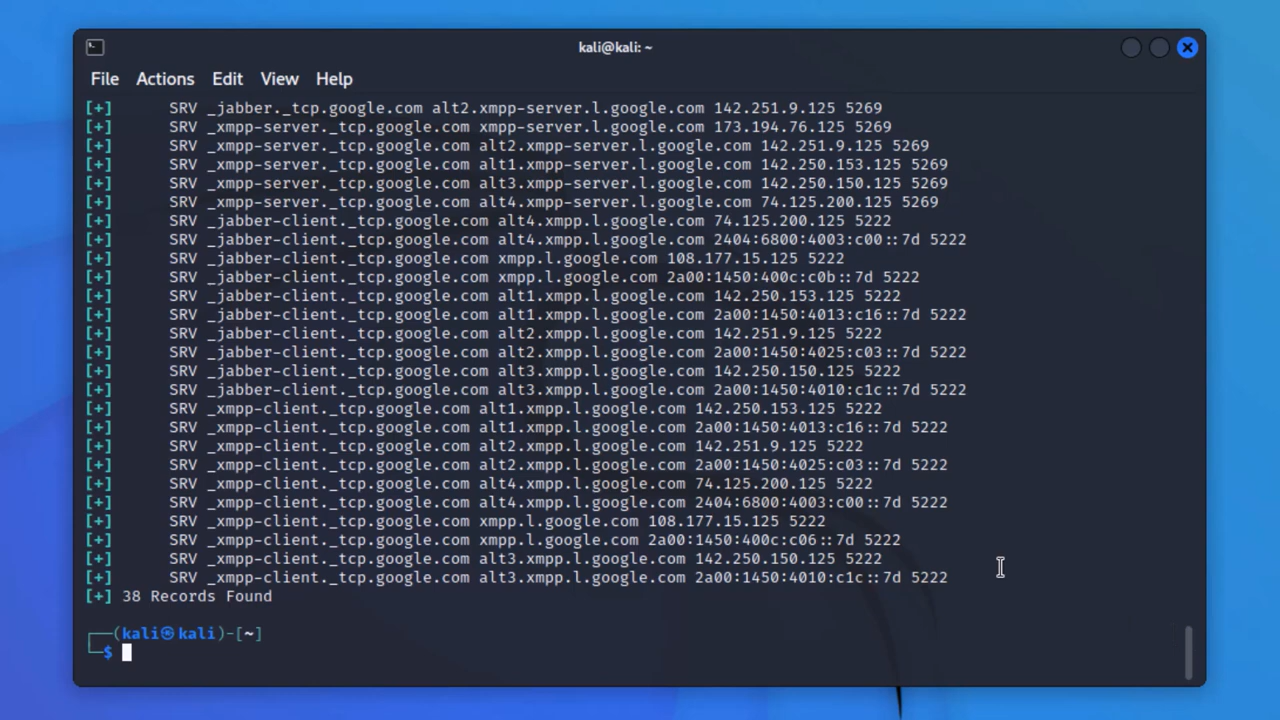 kali@kali: ~
File Actions Edit View Help
[+] SRV _jabber._tcp.google.com alt2.xmpp-server.l.google.com 142.251.9.125 5269
[+] SRV _xmpp-server._tcp.google.com xmpp-server.l.google.com 173.194.76.125 5269
[+] SRV _xmpp-server._tcp.google.com alt2.xmpp-server.l.google.com 142.251.9.125 5269
[+] SRV _xmpp-server._tcp.google.com alt1.xmpp-server.l.google.com 142.250.153.125 5269
[+] SRV _xmpp-server._tcp.google.com alt3.xmpp-server.l.google.com 142.250.150.125 5269
[+] SRV _xmpp-server._tcp.google.com alt4.xmpp-server.l.google.com 74.125.200.125 5269
[+] SRV _jabber-client._tcp.google.com alt4.xmpp.l.google.com 74.125.200.125 5222
[+] SRV _jabber-client._tcp.google.com alt4.xmpp.l.google.com 2404:6800:4003:c00::7d 5222
[+] SRV _jabber-client._tcp.google.com xmpp.l.google.com 108.177.15.125 5222
[+] SRV _jabber-client._tcp.google.com xmpp.l.google.com 2a00:1450:400c:c0b::7d 5222
[+] SRV _jabber-client._tcp.google.com alt1.xmpp.l.google.com 142.250.153.125 5222
[+] SRV _jabber-client._tcp.google.com alt1.xmpp.l.google.com 2a00:1450:4013:c16::7d 5222
[+] SRV _jabber-client._tcp.google.com alt2.xmpp.l.google.com 142.251.9.125 5222
[+] SRV _jabber-client._tcp.google.com alt2.xmpp.l.google.com 2a00:1450:4025:c03::7d 5222
[+] SRV _jabber-client._tcp.google.com alt3.xmpp.l.google.com 142.250.150.125 5222
[+] SRV _jabber-client._tcp.google.com alt3.xmpp.l.google.com 2a00:1450:4010:c1c::7d 5222
[+] SRV _xmpp-client._tcp.google.com alt1.xmpp.l.google.com 142.250.153.125 5222
[+] SRV _xmpp-client._tcp.google.com alt1.xmpp.l.google.com 2a00:1450:4013:c16::7d 5222
[+] SRV _xmpp-client._tcp.google.com alt2.xmpp.l.google.com 142.251.9.125 5222
[+] SRV _xmpp-client._tcp.google.com alt2.xmpp.l.google.com 2a00:1450:4025:c03::7d 5222
[+] SRV _xmpp-client._tcp.google.com alt4.xmpp.l.google.com 74.125.200.125 5222
[+] SRV _xmpp-client._tcp.google.com alt4.xmpp.l.google.com 2404:6800:4003:c00::7d 5222
[+] SRV _xmpp-client._tcp.google.com xmpp.l.google.com 108.177.15.125 5222
[+] SRV _xmpp-client._tcp.google.com xmpp.l.google.com 2a00:1450:400c:c06::7d 5222
[+] SRV _xmpp-client._tcp.google.com alt3.xmpp.l.google.com 142.250.150.125 5222
[+] SRV _xmpp-client._tcp.google.com alt3.xmpp.l.google.com 2a00:1450:4010:c1c::7d 5222
[+] 38 Records Found
┌──(kali㉿kali)-[~]
└─$